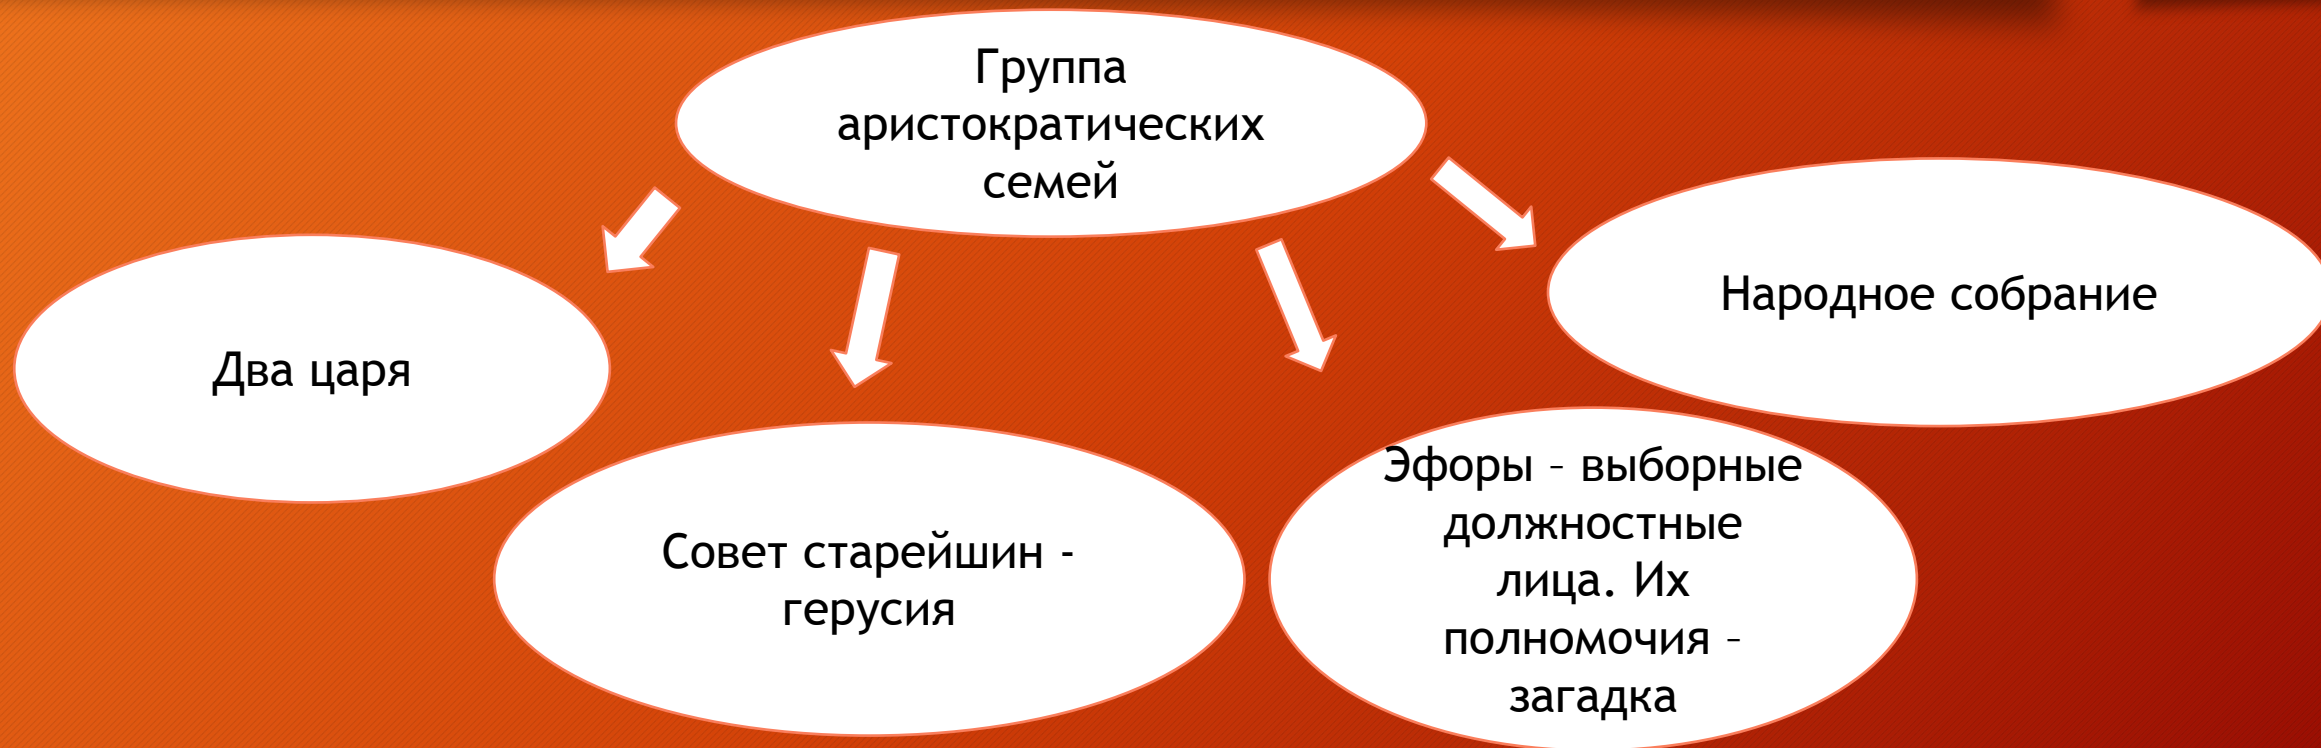 Группа
аристократических
семей
Народное собрание
Два царя
Совет старейшин -
герусия
Эфоры – выборные
должностные
лица. Их
полномочия –
загадка